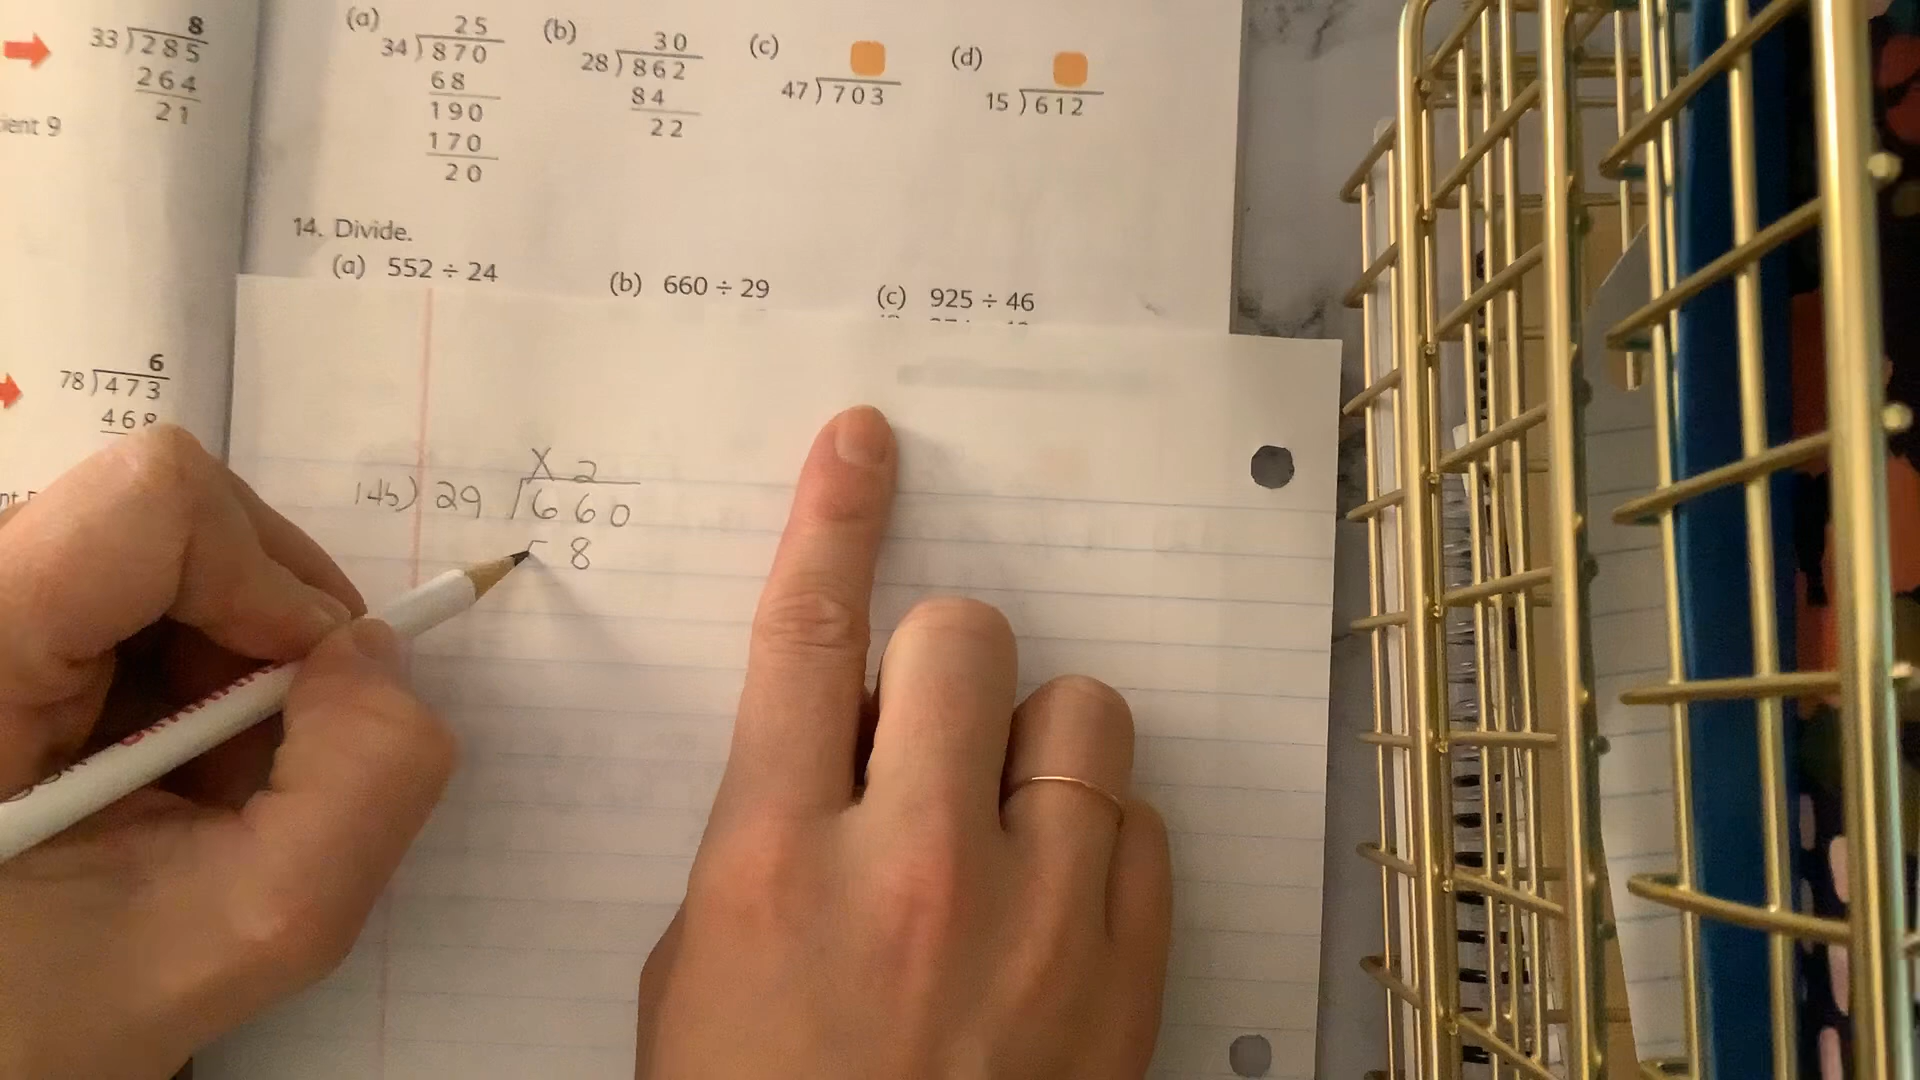 8
33)285
264
21
ient 9
6
78)473
468
(a)
25
34)870
68
190
170
20
(b)
30
28)862
84
22
(c)
47)703
(d)
15)612
14. Divide.
(a) 552 ÷ 24
(b) 660 ÷ 29
(c) 925 ÷ 46
X 2
14b) 29 660
8